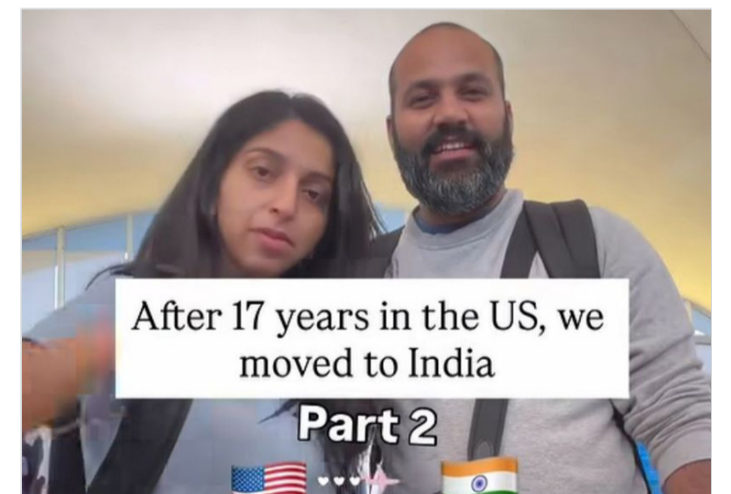 After 17 years in the US, we
moved to India
Part 2